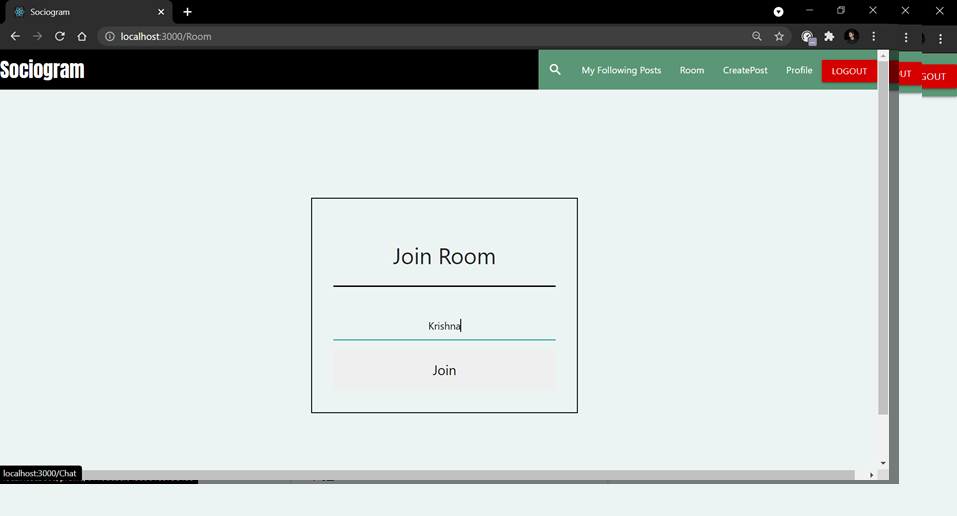 Sociogram
localhost:3000/Room
Sociogram
My Following Posts Room CreatePost Profile LOGOUT
OUT
GOUT
Join Room
Krishna
Join
localhost:3000/Chat